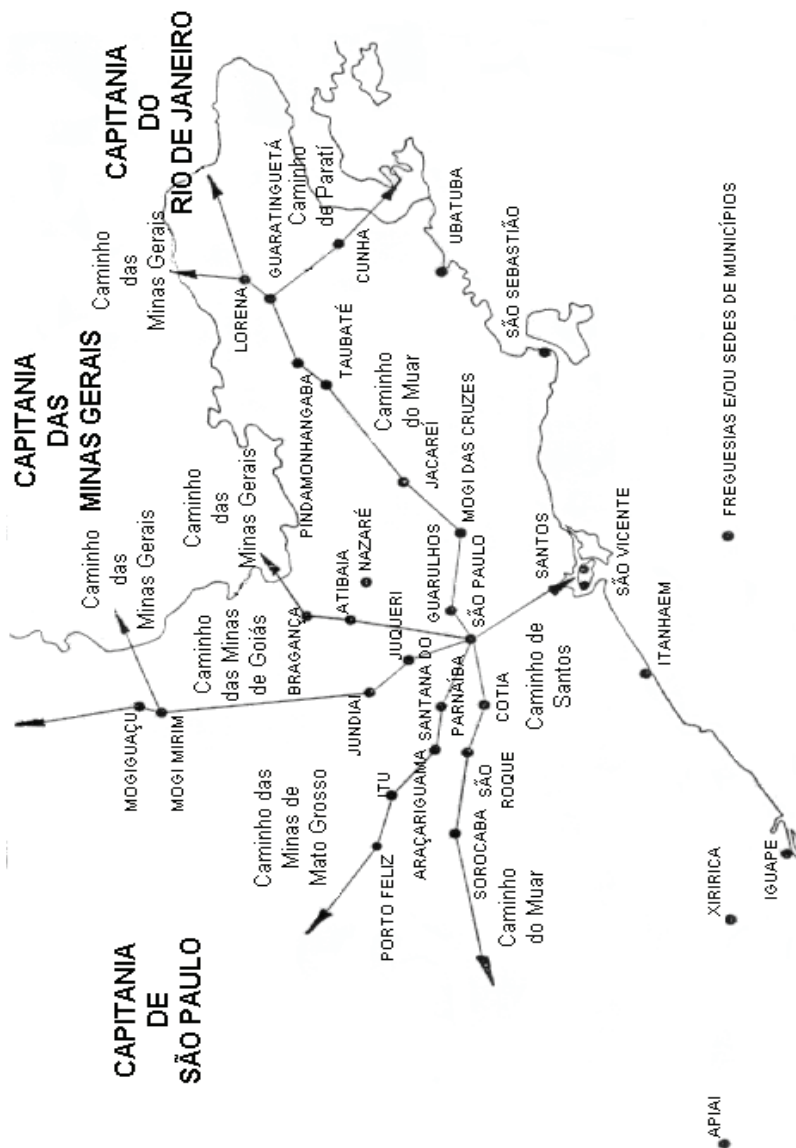 CAPITANIA
DO
RIO DE JANEIRO
CAPITANIA
DAS
MINAS GERAIS
CAPITANIA
DE
SÃO PAULO
Caminho
das
Minas Gerais
LORENA
GUARATINGUETÁ
Caminho
de Paratí
CUNHA
UBATUBA
SÃO SEBASTIÃO
PINDAMONHANGABA
TAUBATÉ
Caminho
do Muar
JACAREÍ
MOGI DAS CRUZES
Caminho
das
Minas Gerais
Caminho
das
Minas Gerais
NAZARÉ
ATIBAIA
BRAGANÇA
GUARULHOS
SÃO PAULO
JUQUERI
Caminho
das Minas
de Goiás
MOGIGUAÇU
MOGI MIRIM
JUNDIAI
SANTANA DO
PARNAÍBA
COTIA
Caminho de
Santos
SANTOS
SÃO VICENTE
ITANHAEM
Caminho das
Minas de
Mato Grosso
ITU
ARAÇARIGUAMA
SÃO
ROQUE
PORTO FELIZ
SOROCABA
Caminho
do Muar
XIRIRICA
IGUAPE
APIAI
FREGUESIAS E/OU SEDES DE MUNICÍPIOS